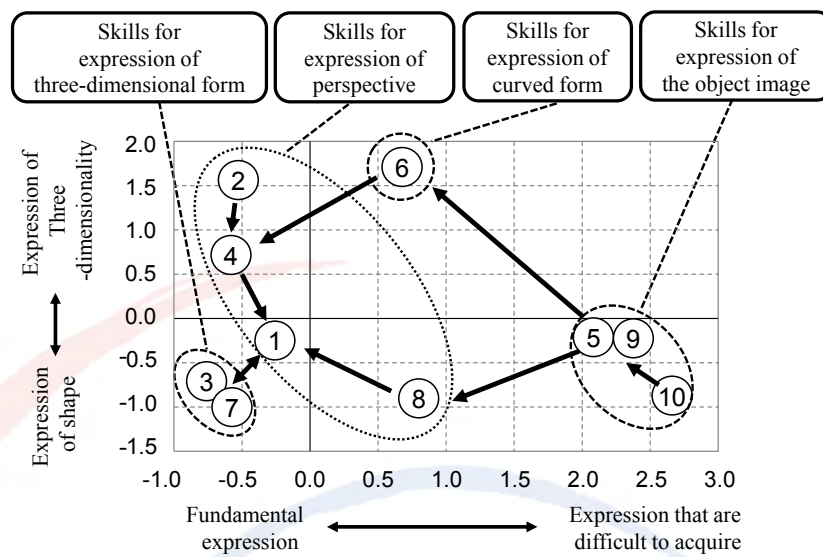 Skills for
expression of
three-dimensional form
Skills for
expression of
perspective
Skills for
expression of
curved form
Skills for
expression of
the object image
Expression of
Three
-dimensionality
Expression
of shape
2.0
1.5
1.0
0.5
0.0
-0.5
-1.0
-1.5
2
6
4
1
5
9
3
7
8
10
-1.0 -0.5 0.0 0.5 1.0 1.5 2.0 2.5 3.0
Fundamental
expression
Expression that are
difficult to acquire